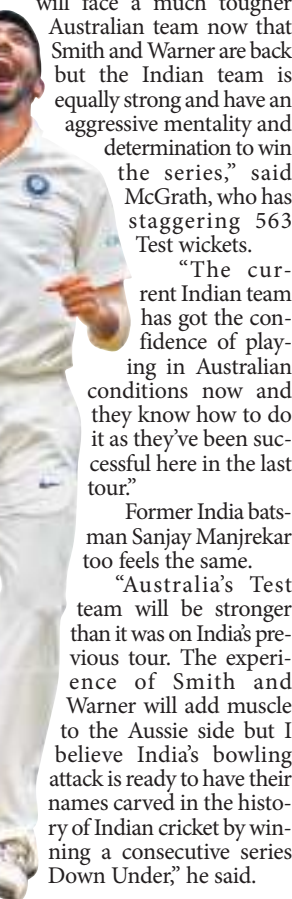 will face a much tougher
Australian team now that
Smith and Warner are back
but the Indian team is
equally strong and have an
aggressive mentality and
determination to win
the series,” said
McGrath, who has
staggering 563
Test wickets.
“The cur-
rent Indian team
has got the con-
fidence of play-
ing in Australian
conditions now and
they know how to do
it as they’ve been suc-
cessful here in the last
tour.”
Former India bats-
man Sanjay Manjrekar
too feels the same.
“Australia’s Test
team will be stronger
than it was on India’s pre-
vious tour. The experi-
ence of Smith and
Warner will add muscle
to the Aussie side but I
believe India’s bowling
attack is ready to have their
names carved in the histo-
ry of Indian cricket by win-
ning a consecutive series
Down Under,” he said.